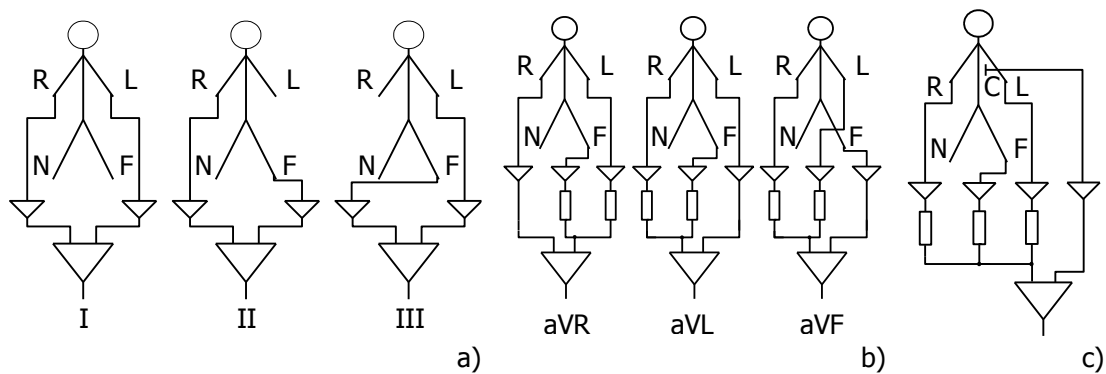 R L R L R L R L R L R L R C L
N F N F N F N F N F N F N F
I II III aVR aVL aVF
a) b) c)